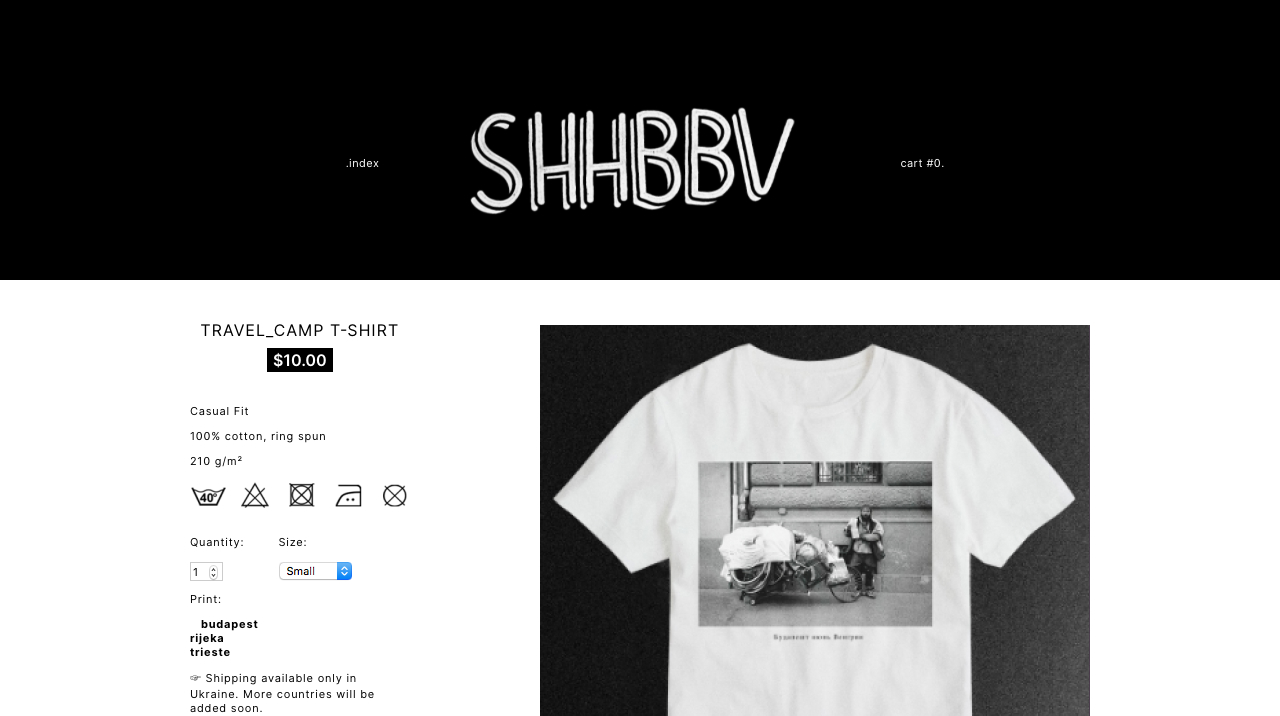 .index
SHHBBV
cart #0.
TRAVEL_CAMP T-SHIRT
$10.00
Casual Fit
100% cotton, ring spun
210 g/m²
40°
Quantity: Size:
1 Small
Print:
budapest
rijeka
trieste
☞ Shipping available only in
Ukraine. More countries will be
added soon.